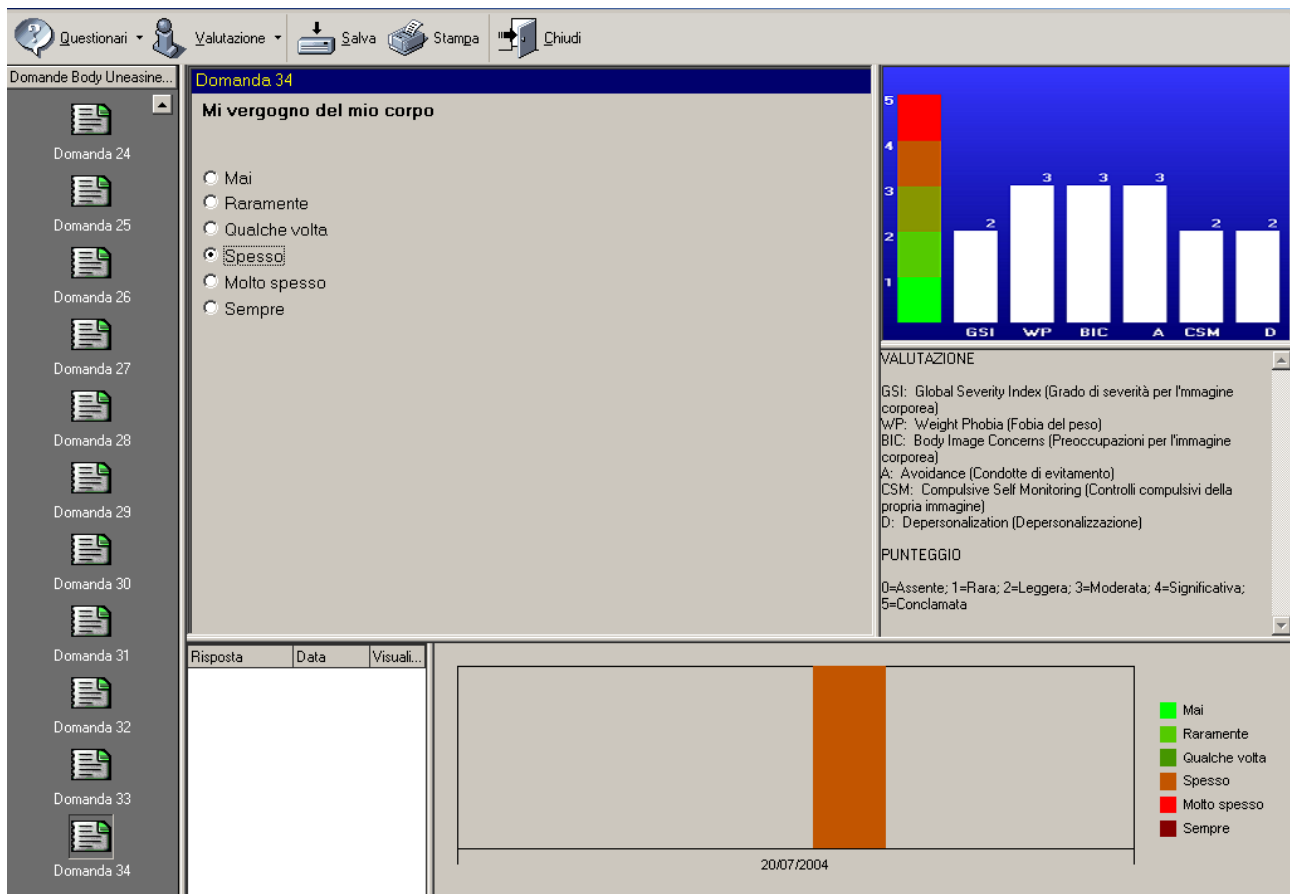 Questionari Valutazione Salva Stampa Chiudi
Domande Body Uneasine...
Domanda 24
Domanda 25
Domanda 26
Domanda 27
Domanda 28
Domanda 29
Domanda 30
Domanda 31
Domanda 32
Domanda 33
Domanda 34
Domanda 34
Mi vergogno del mio corpo
Mai
Raramente
Qualche volta
Spesso
Molto spesso
Sempre
5
4
3
2
1
2 3 3 3 2 2
GSI WP BIC A CSM D
VALUTAZIONE
GSI: Global Severity Index (Grado di severità per l'mmagine
corporea)
WP: Weight Phobia (Fobia del peso)
BIC: Body Image Concerns (Preoccupazioni per l'immagine
corporea)
A: Avoidance (Condotte di evitamento)
CSM: Compulsive Self Monitoring (Controlli compulsivi della
propria immagine)
D: Depersonalization (Depersonalizzazione)
PUNTEGGIO
0=Assente; 1=Rara; 2=Leggera; 3=Moderata; 4=Significativa;
5=Conclamata
Risposta Data Visuali...
20/07/2004
Mai
Raramente
Qualche volta
Spesso
Molto spesso
Sempre